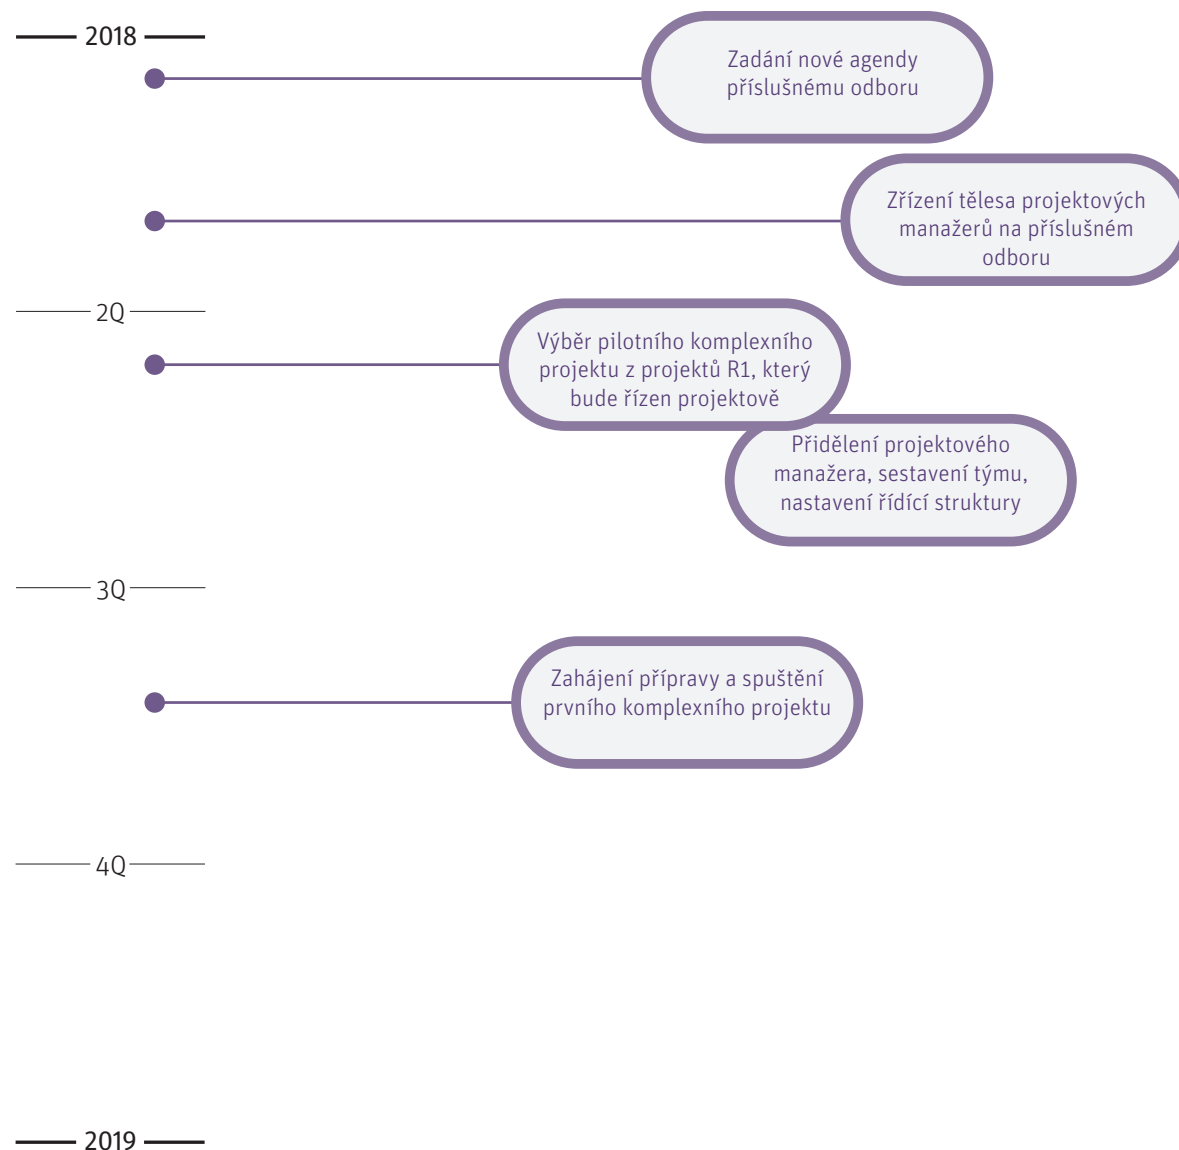 2018
Zadání nové agendy
příslušnému odboru
Zřízení tělesa projektových
manažerů na příslušném
odboru
2Q
Výběr pilotního komplexního
projektu z projektů R1, který
bude řízen projektově
Přidělení projektového
manažera, sestavení týmu,
nastavení řídící struktury
3Q
Zahájení přípravy a spuštění
prvního komplexního projektu
4Q
2019